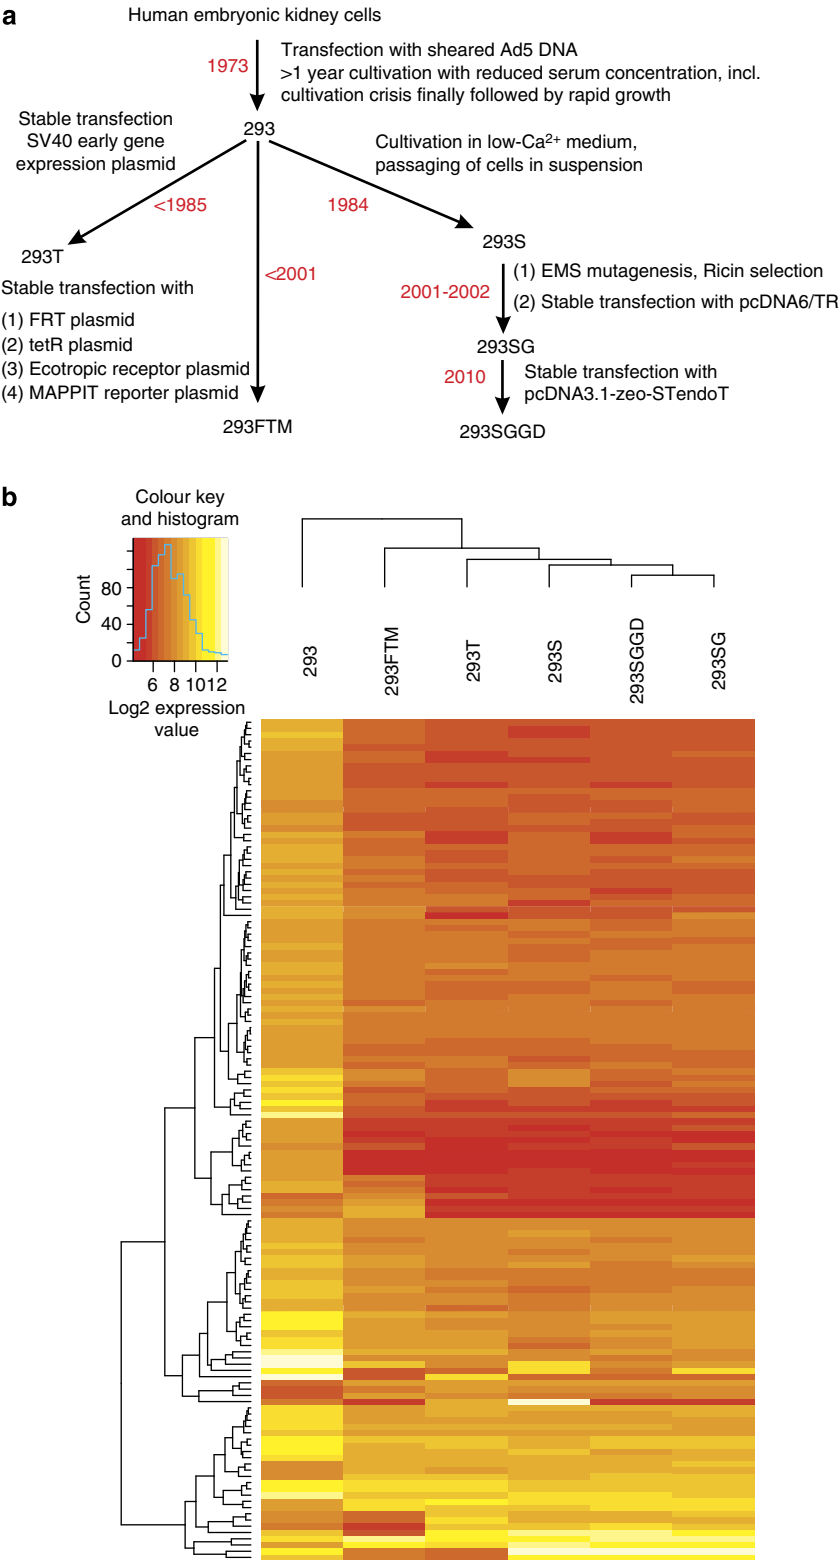 a
Human embryonic kidney cells
1973
Transfection with sheared Ad5 DNA
>1 year cultivation with reduced serum concentration, incl.
cultivation crisis finally followed by rapid growth
Stable transfection
SV40 early gene
expression plasmid
293
Cultivation in low-Ca²⁺ medium,
passaging of cells in suspension
<1985
1984
293T
293S
<2001
Stable transfection with
(1) FRT plasmid
(2) tetR plasmid
(3) Ecotropic receptor plasmid
(4) MAPPIT reporter plasmid
293FTM
2001-2002
(1) EMS mutagenesis, Ricin selection
(2) Stable transfection with pcDNA6/TR
293SG
2010
Stable transfection with
pcDNA3.1-zeo-STendoT
293SGGD
b
Colour key
and histogram
Count
80
40
0
6 8 10 12
Log2 expression
value
293
293FTM
293T
293S
293SGGD
293SG